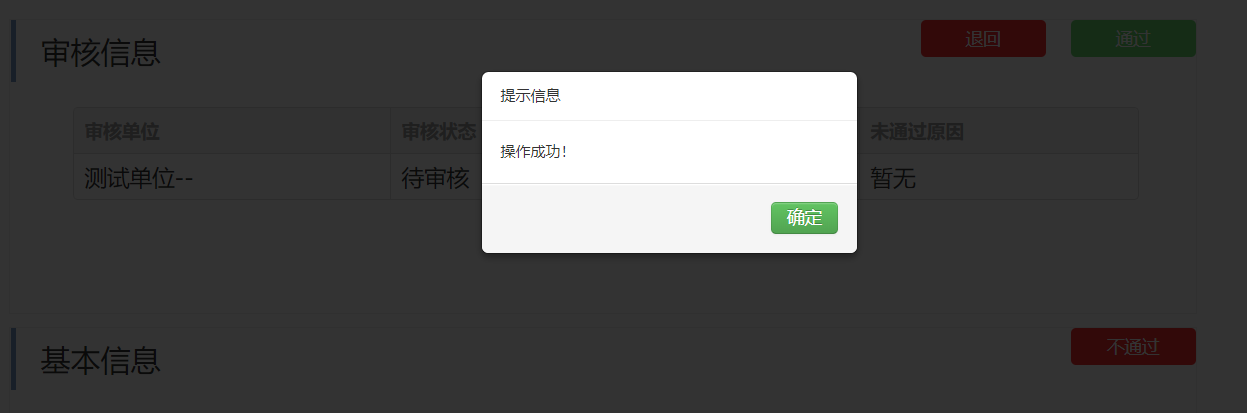 审核信息
退回
通过
提示信息
操作成功！
确定
审核单位
审核状态
未通过原因
测试单位--
待审核
暂无
基本信息
不通过